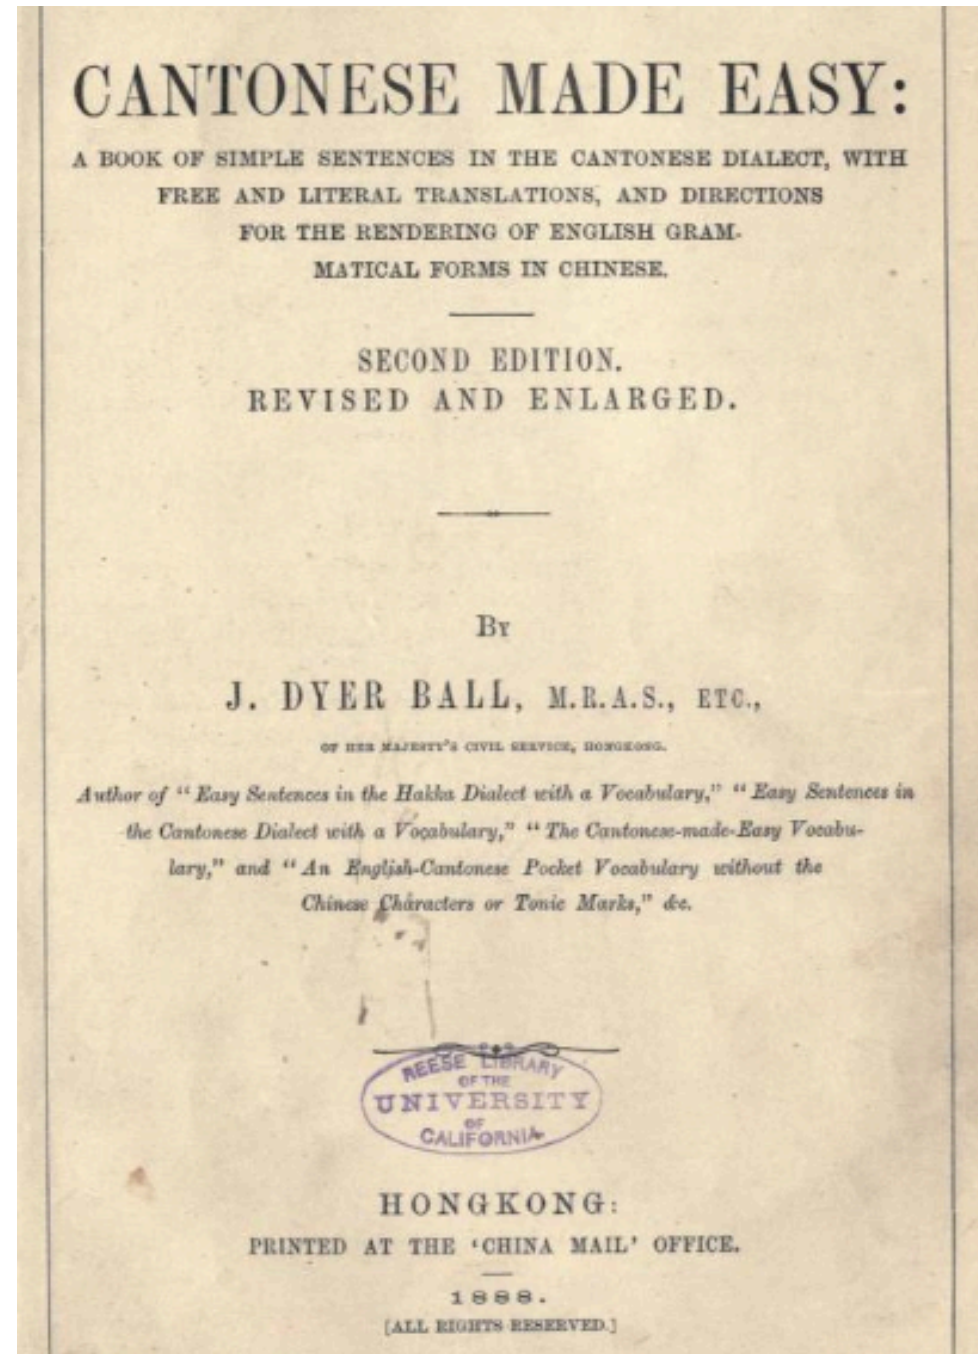 CANTONESE MADE EASY:
A BOOK OF SIMPLE SENTENCES IN THE CANTONESE DIALECT, WITH
FREE AND LITERAL TRANSLATIONS, AND DIRECTIONS
FOR THE RENDERING OF ENGLISH GRAM-
MATICAL FORMS IN CHINESE.
SECOND EDITION.
REVISED AND ENLARGED.
BY
J. DYER BALL, M.R.A.S., ETC.,
OF HER MAJESTY'S CIVIL SERVICE, HONGKONG.
Author of "Easy Sentences in the Hakka Dialect with a Vocabulary," "Easy Sentences in
the Cantonese Dialect with a Vocabulary," "The Cantonese-made-Easy Vocabu-
lary," and "An English-Cantonese Pocket Vocabulary without the
Chinese Characters or Tonic Marks," &c.
REESE LIBRARY
OF THE
UNIVERSITY
OF
CALIFORNIA
HONGKONG:
PRINTED AT THE 'CHINA MAIL' OFFICE.
1888.
[ALL RIGHTS RESERVED.]